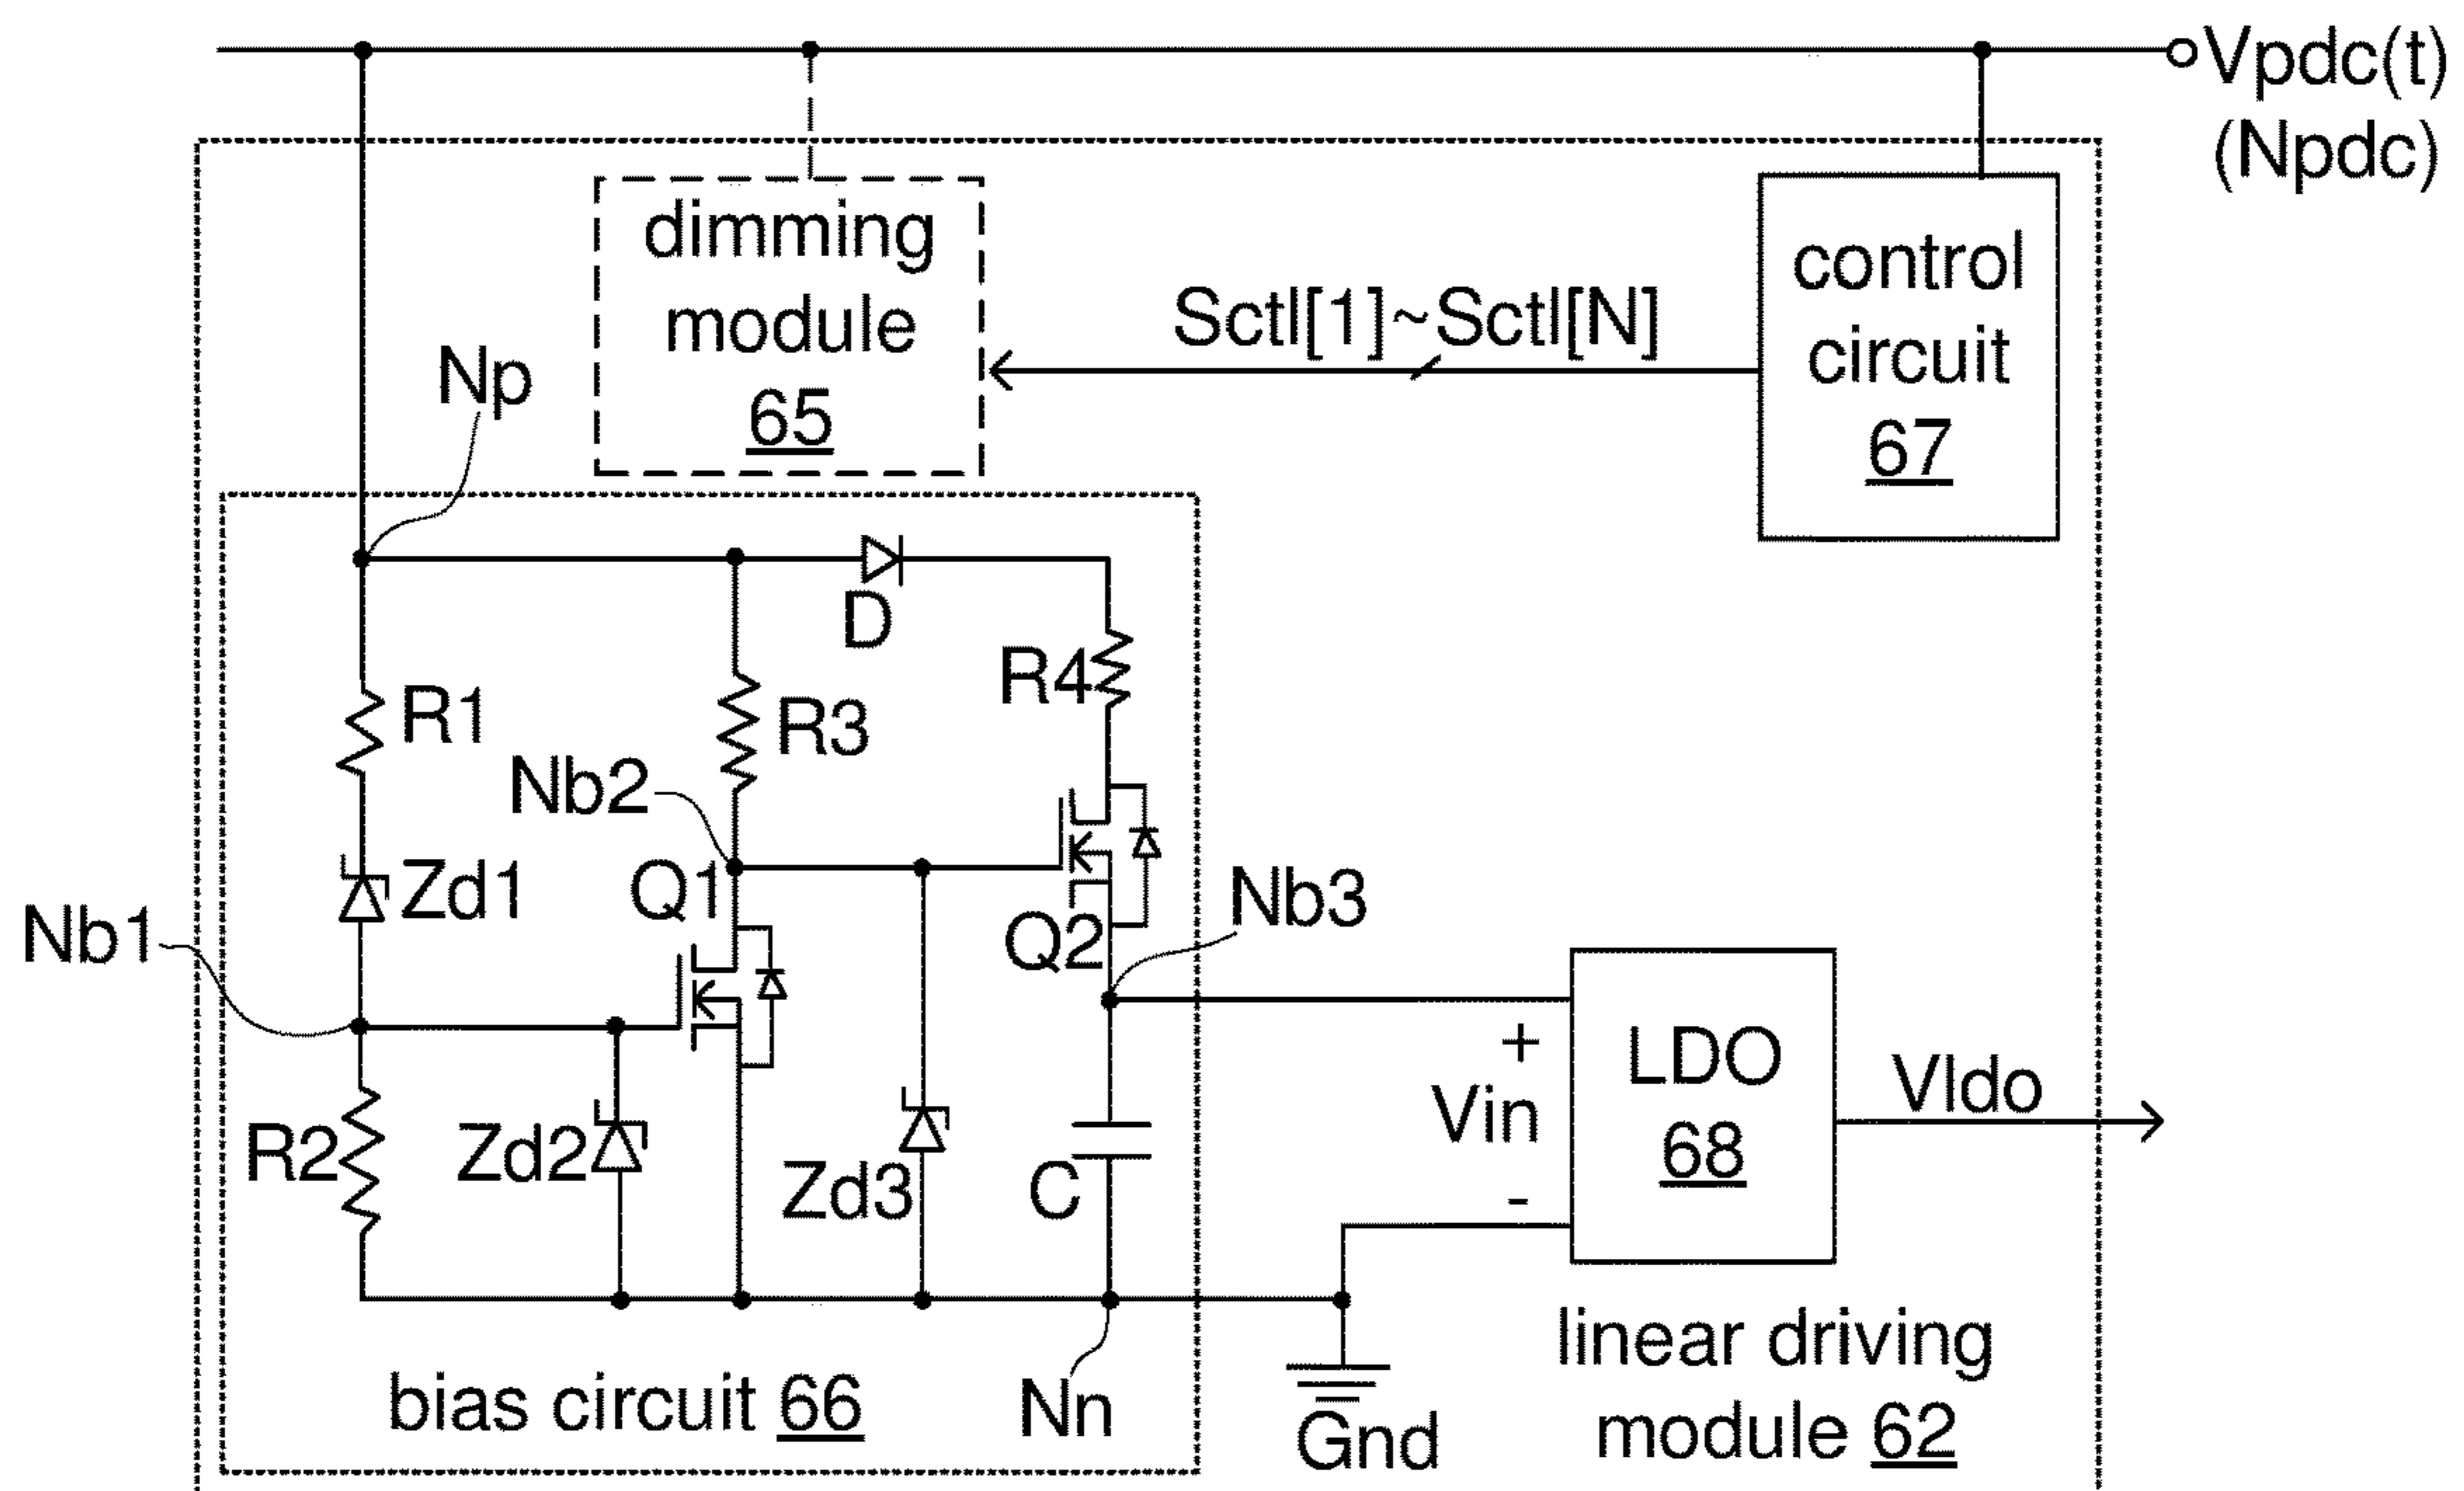 Vpdc(t)
(Npdc)
dimming
module
65
control
circuit
67
Sctl[1]~Sctl[N]
Np
D
R1
R3
R4
Nb2
Zd1
Q1
Nb1
Q2
Nb3
R2
Zd2
Zd3
C
+
Vin
-
LDO
68
Vldo
bias circuit 66
Nn
Gnd
linear driving
module 62